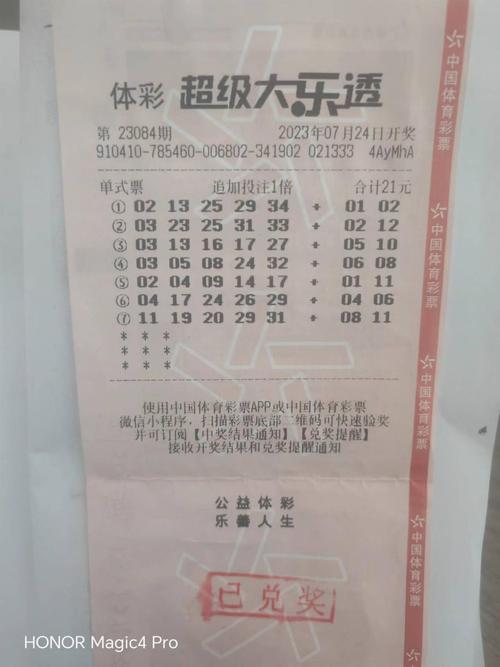 体彩 超级大乐透
第 23084期 2023年07月24日开奖
910410-785460-006802-341902 021333 4AyMhA
单式票 追加投注1倍 合计21元
① 02 13 25 29 34 + 01 02
② 03 23 25 31 33 + 02 12
③ 03 13 16 17 27 + 05 10
④ 03 05 08 24 32 + 06 08
⑤ 02 04 09 14 17 + 01 11
⑥ 04 17 24 26 29 + 04 06
⑦ 11 19 20 29 31 + 08 11
* * *
* * *
* * *
使用中国体育彩票APP或中国体育彩票
微信小程序，扫描彩票底部二维码可快速验奖
并可订阅【中奖结果通知】【兑奖提醒】
接收开奖结果和兑奖提醒通知
公益体彩
乐善人生
已兑奖
中国体育彩票
中国体育彩票
中国体育彩票
中国体育彩票
HONOR Magic4 Pro